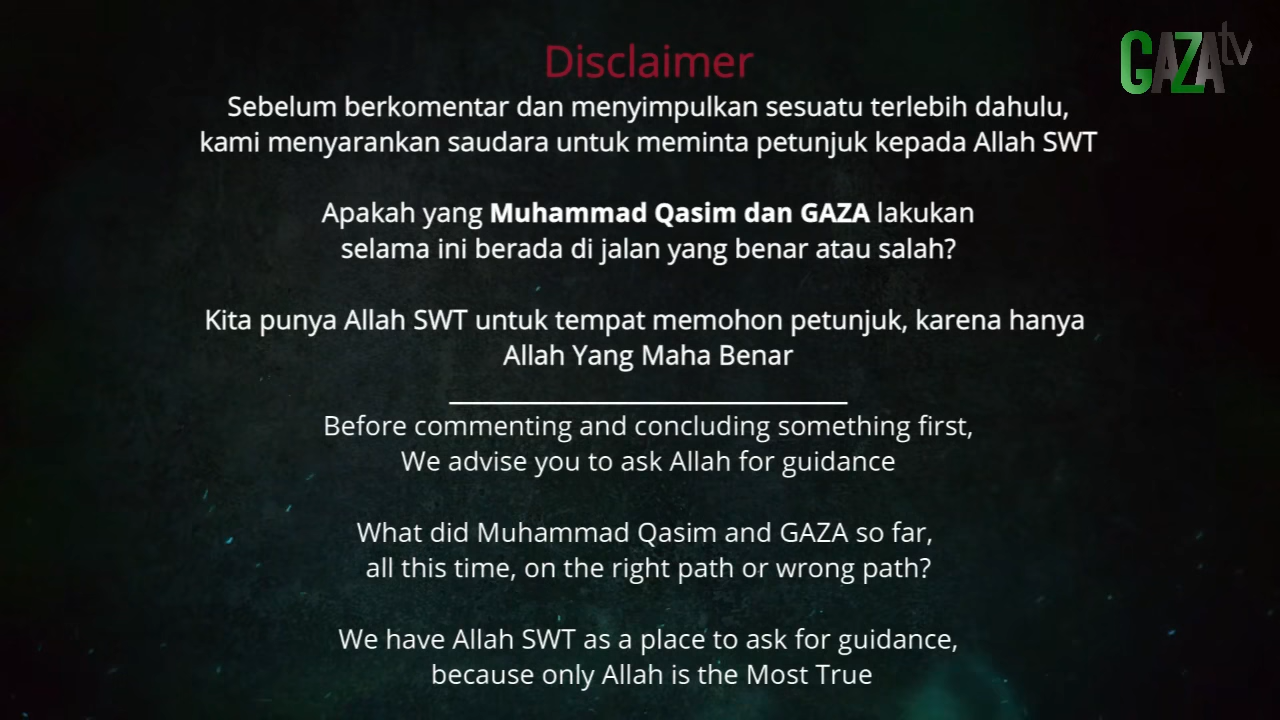 Disclaimer
GAZAtv
Sebelum berkomentar dan menyimpulkan sesuatu terlebih dahulu,
kami menyarankan saudara untuk meminta petunjuk kepada Allah SWT
Apakah yang Muhammad Qasim dan GAZA lakukan
selama ini berada di jalan yang benar atau salah?
Kita punya Allah SWT untuk tempat memohon petunjuk, karena hanya
Allah Yang Maha Benar
Before commenting and concluding something first,
We advise you to ask Allah for guidance
What did Muhammad Qasim and GAZA so far,
all this time, on the right path or wrong path?
We have Allah SWT as a place to ask for guidance,
because only Allah is the Most True